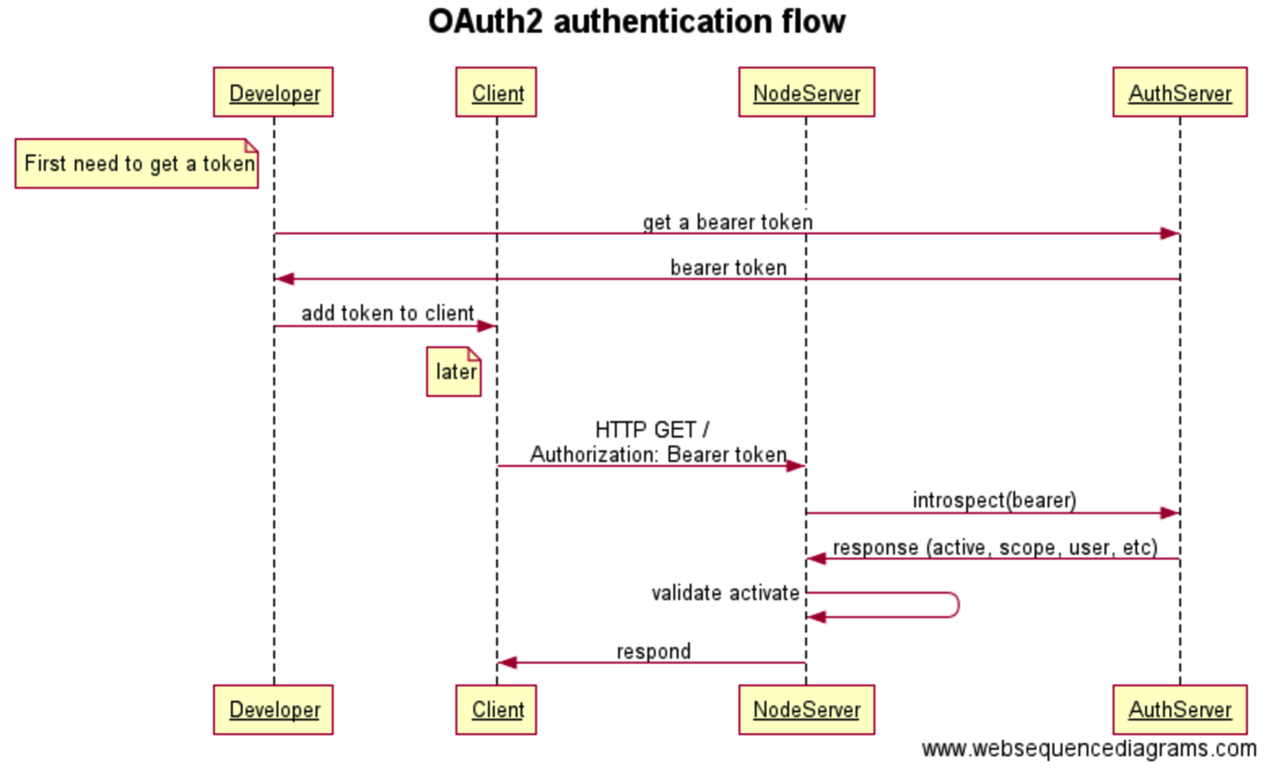 OAuth2 authentication flow
Developer
Client
NodeServer
AuthServer
First need to get a token
get a bearer token
bearer token
add token to client
later
HTTP GET /
Authorization: Bearer token
introspect(bearer)
response (active, scope, user, etc)
validate activate
respond
Developer
Client
NodeServer
AuthServer
www.websequencediagrams.com